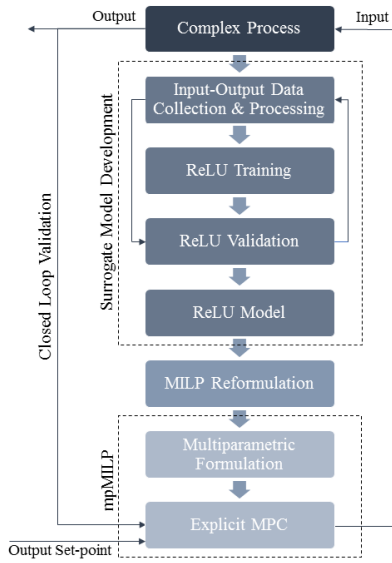 Output
Complex Process
Input
Input-Output Data
Collection & Processing
ReLU Training
ReLU Validation
ReLU Model
Surrogate Model Development
Closed Loop Validation
MILP Reformulation
Multiparametric
Formulation
Explicit MPC
mpMILP
Output Set-point